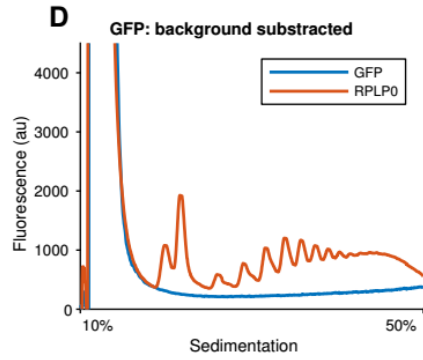 D
GFP: background substracted
GFP
RPLP0
4000
3000
2000
1000
0
Fluorescence (au)
10%
50%
Sedimentation